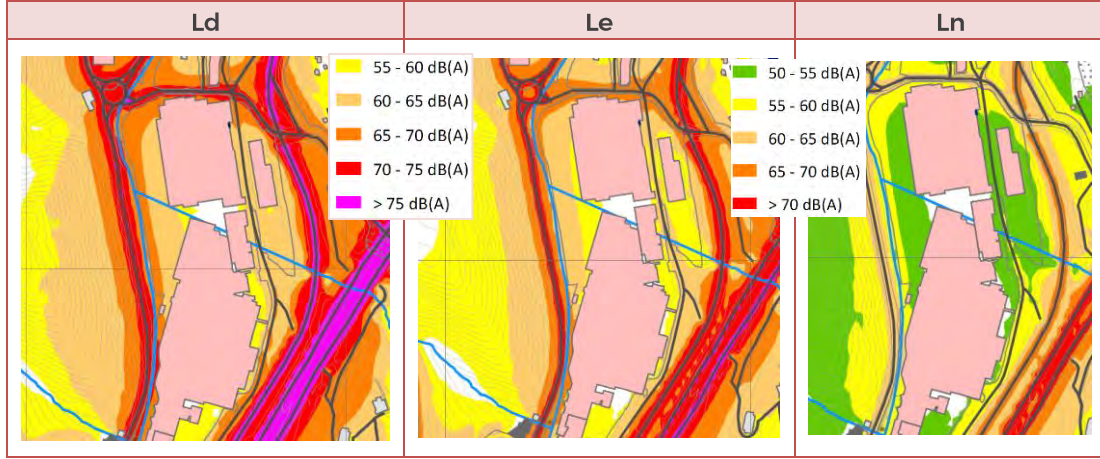 Ld
Le
Ln
55 - 60 dB(A)
60 - 65 dB(A)
65 - 70 dB(A)
70 - 75 dB(A)
> 75 dB(A)
50 - 55 dB(A)
55 - 60 dB(A)
60 - 65 dB(A)
65 - 70 dB(A)
> 70 dB(A)